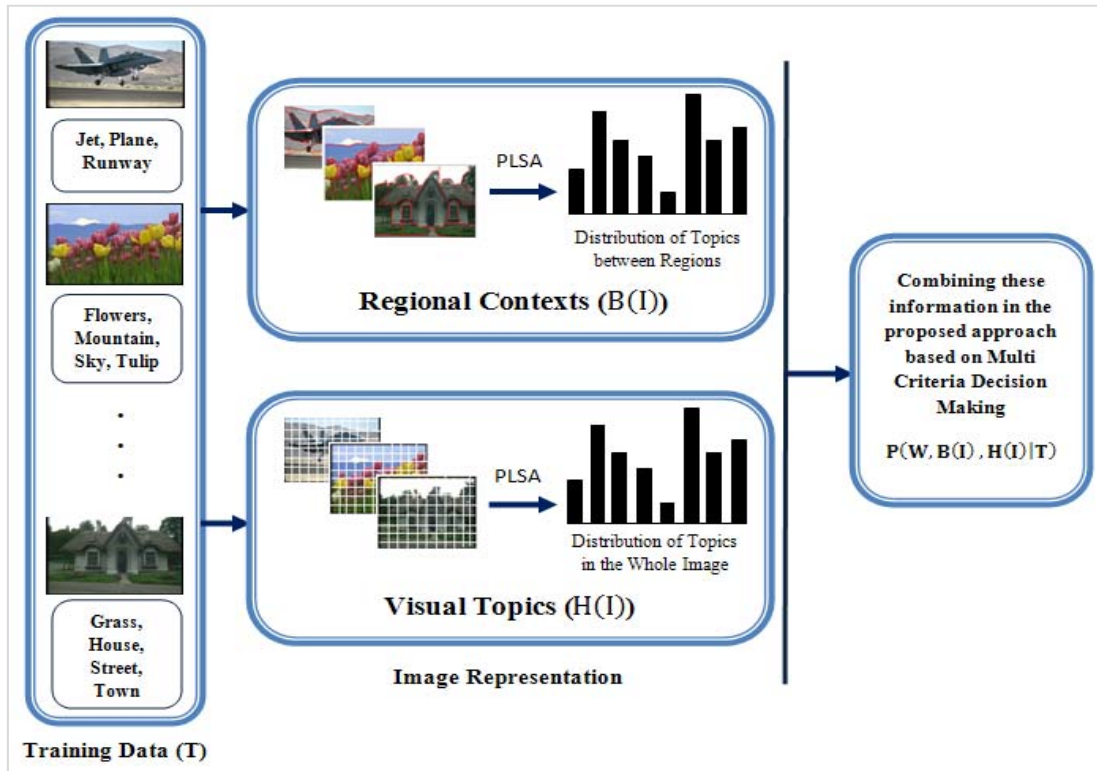 Jet, Plane,
Runway
Flowers,
Mountain,
Sky, Tulip
.
.
.
Grass,
House,
Street,
Town
Training Data (T)
PLSA
Distribution of Topics
between Regions
Regional Contexts (B(I))
PLSA
Distribution of Topics
in the Whole Image
Visual Topics (H(I))
Image Representation
Combining these
information in the
proposed approach
based on Multi
Criteria Decision
Making
P(W, B(I) , H(I)|T)